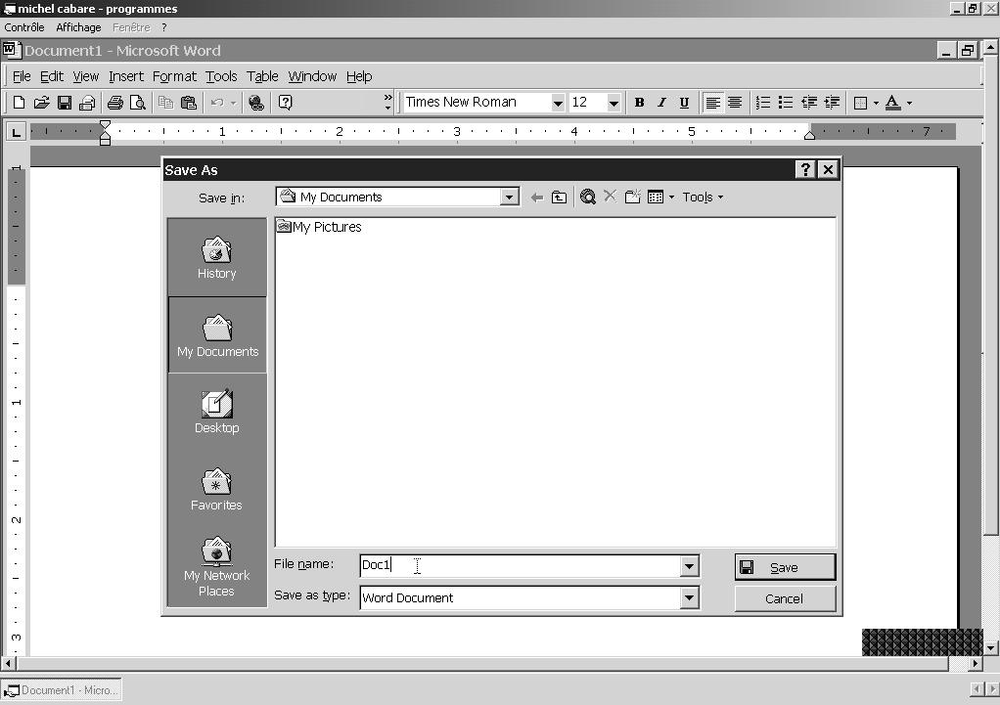 michel cabare - programmes
Contrôle Affichage Fenêtre ?
Document1 - Microsoft Word
File Edit View Insert Format Tools Table Window Help
Times New Roman 12 B I U
1 2 3 4 5 7
Save As
Save in: My Documents Tools
My Pictures
History
My Documents
Desktop
Favorites
My Network
Places
File name: Doc1 Save
Save as type: Word Document Cancel
1
1
2
3
Document1 - Micro...